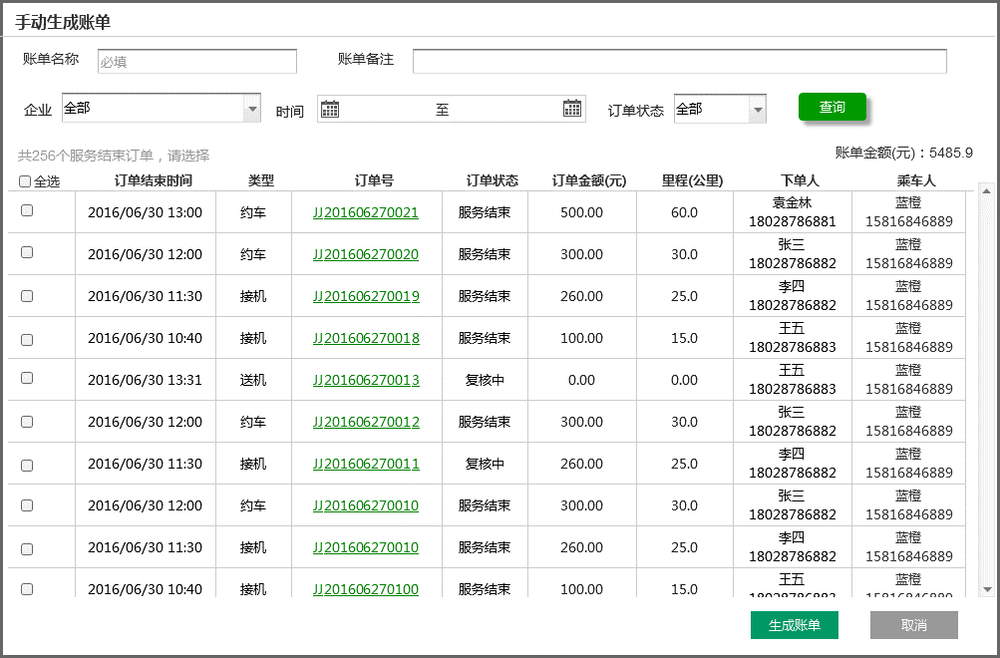 手动生成账单
账单名称 必填 账单备注
企业 全部 时间 至 订单状态 全部 查询
共256个服务结束订单，请选择 账单金额(元)：5485.9
全选 订单结束时间 类型 订单号 订单状态 订单金额(元) 里程(公里) 下单人 乘车人
2016/06/30 13:00 约车 JJ201606270021 服务结束 500.00 60.0 袁金林 18028786881 蓝橙 15816846889
2016/06/30 12:00 约车 JJ201606270020 服务结束 300.00 30.0 张三 18028786882 蓝橙 15816846889
2016/06/30 11:30 接机 JJ201606270019 服务结束 260.00 25.0 李四 18028786882 蓝橙 15816846889
2016/06/30 10:40 接机 JJ201606270018 服务结束 100.00 15.0 王五 18028786883 蓝橙 15816846889
2016/06/30 13:31 送机 JJ201606270013 复核中 0.00 0.00 王五 18028786883 蓝橙 15816846889
2016/06/30 12:00 约车 JJ201606270012 服务结束 300.00 30.0 张三 18028786882 蓝橙 15816846889
2016/06/30 11:30 接机 JJ201606270011 复核中 260.00 25.0 李四 18028786882 蓝橙 15816846889
2016/06/30 12:00 约车 JJ201606270010 服务结束 300.00 30.0 张三 18028786882 蓝橙 15816846889
2016/06/30 11:30 接机 JJ201606270010 服务结束 260.00 25.0 李四 18028786882 蓝橙 15816846889
2016/06/30 10:40 接机 JJ201606270100 服务结束 100.00 15.0 王五 18028786883 蓝橙 15816846889
生成账单 取消